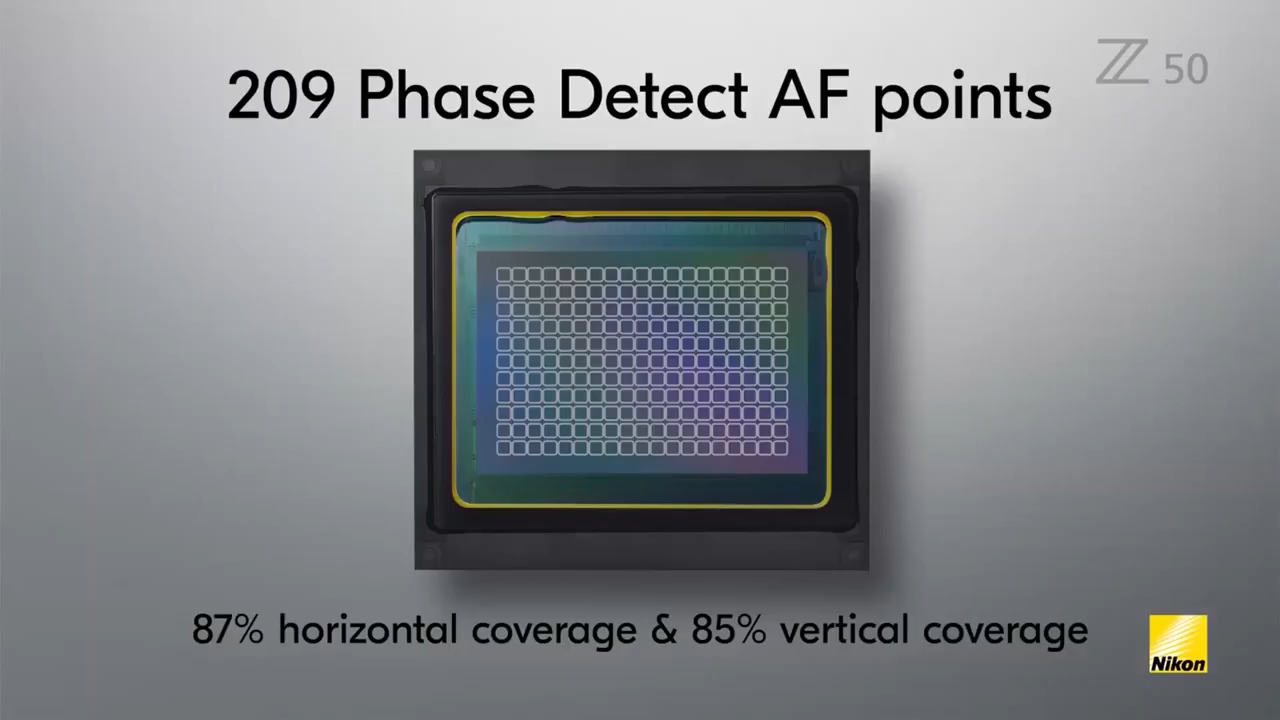 Z 50
209 Phase Detect AF points
87% horizontal coverage & 85% vertical coverage
Nikon